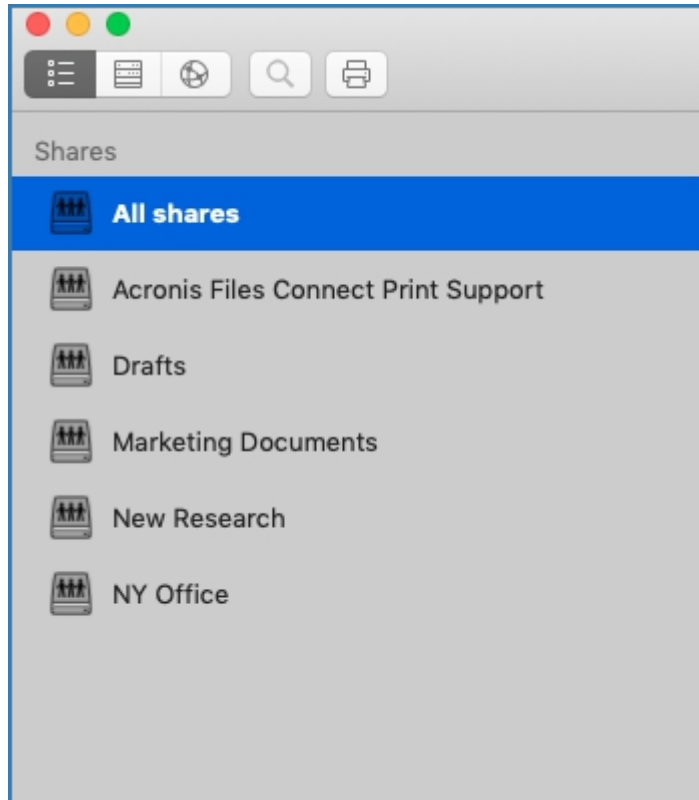 Shares
All shares
Acronis Files Connect Print Support
Drafts
Marketing Documents
New Research
NY Office